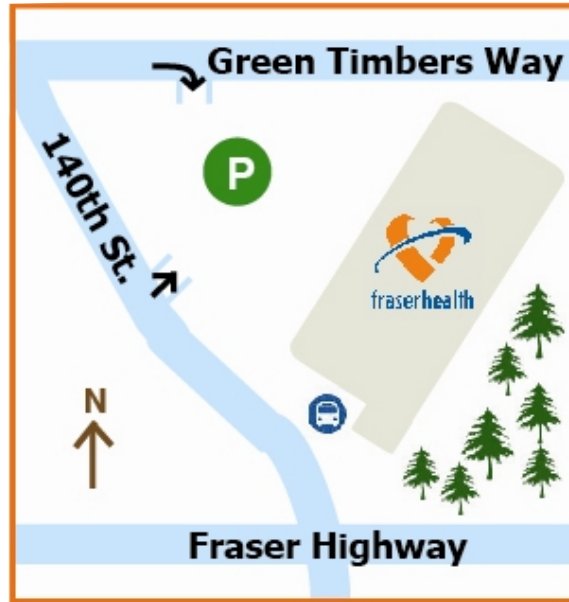 Green Timbers Way
P
140th St.
fraserhealth
N
Fraser Highway